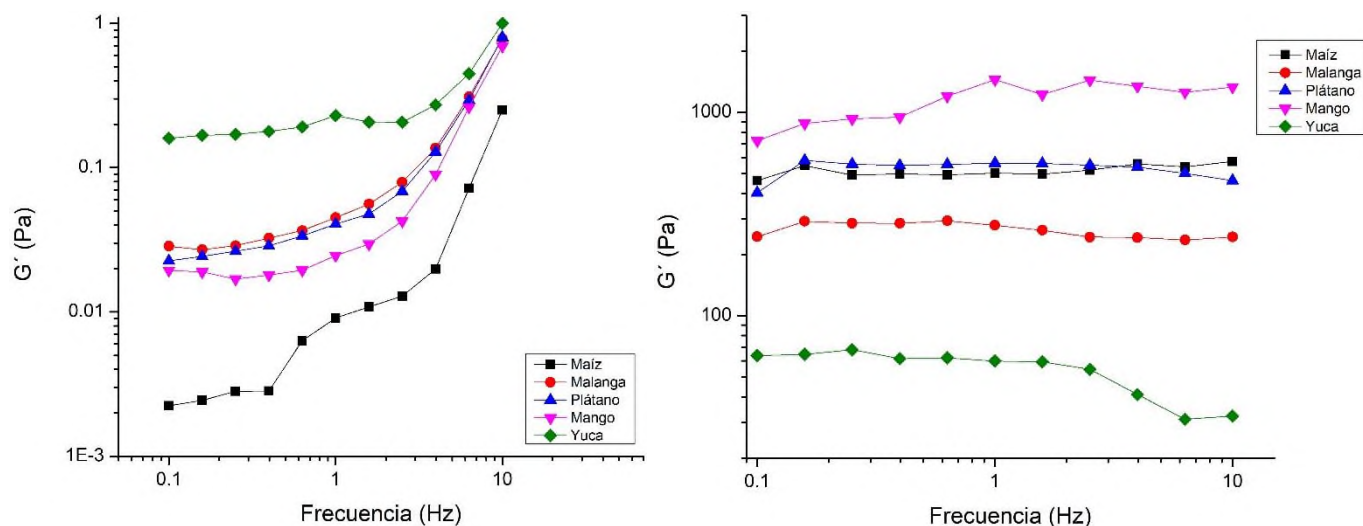 1
0.1
0.01
1E-3
G´ (Pa)
0.1
1
10
Frecuencia (Hz)
Maíz
Malanga
Plátano
Mango
Yuca
1000
100
G´ (Pa)
0.1
1
10
Frecuencia (Hz)
Maíz
Malanga
Plátano
Mango
Yuca